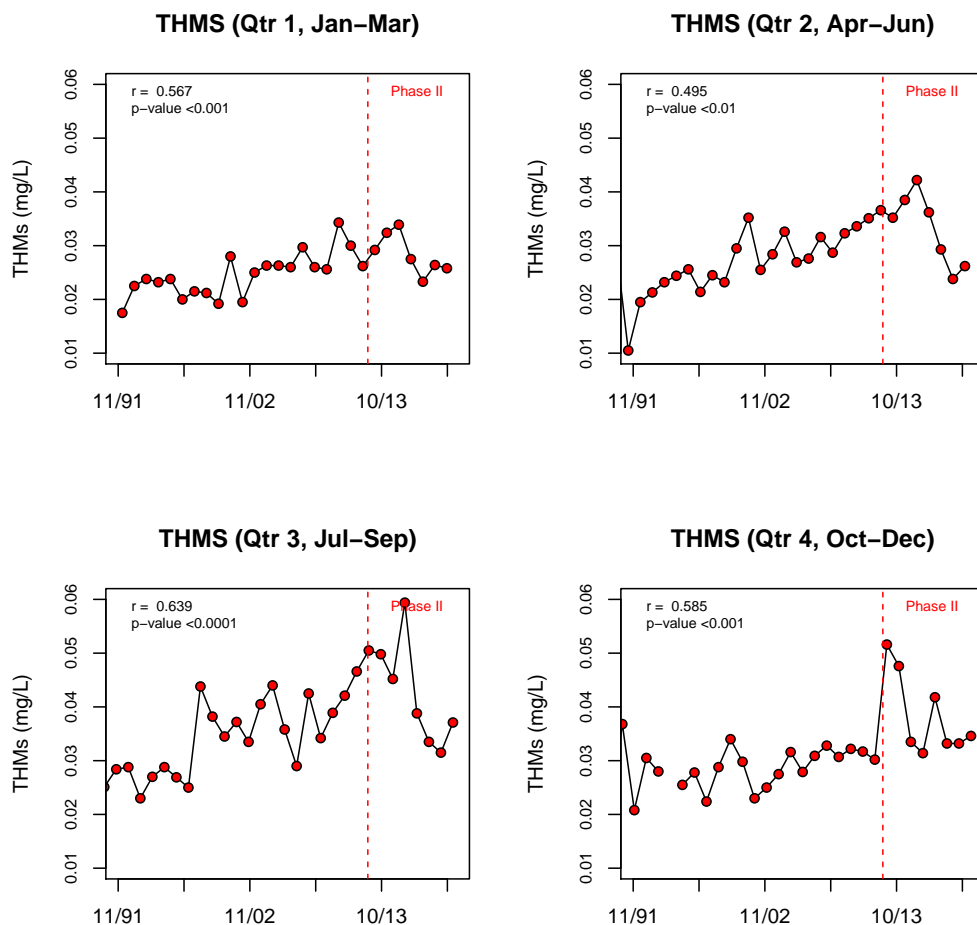 THMS (Qtr 1, Jan−Mar)
r = 0.567
p−value <0.001
Phase II
THMs (mg/L)
0.06
0.05
0.04
0.03
0.02
0.01
11/91
11/02
10/13
THMS (Qtr 2, Apr−Jun)
r = 0.495
p−value <0.01
Phase II
THMs (mg/L)
0.06
0.05
0.04
0.03
0.02
0.01
11/91
11/02
10/13
THMS (Qtr 3, Jul−Sep)
r = 0.639
p−value <0.0001
Phase II
THMs (mg/L)
0.06
0.05
0.04
0.03
0.02
0.01
11/91
11/02
10/13
THMS (Qtr 4, Oct−Dec)
r = 0.585
p−value <0.001
Phase II
THMs (mg/L)
0.06
0.05
0.04
0.03
0.02
0.01
11/91
11/02
10/13